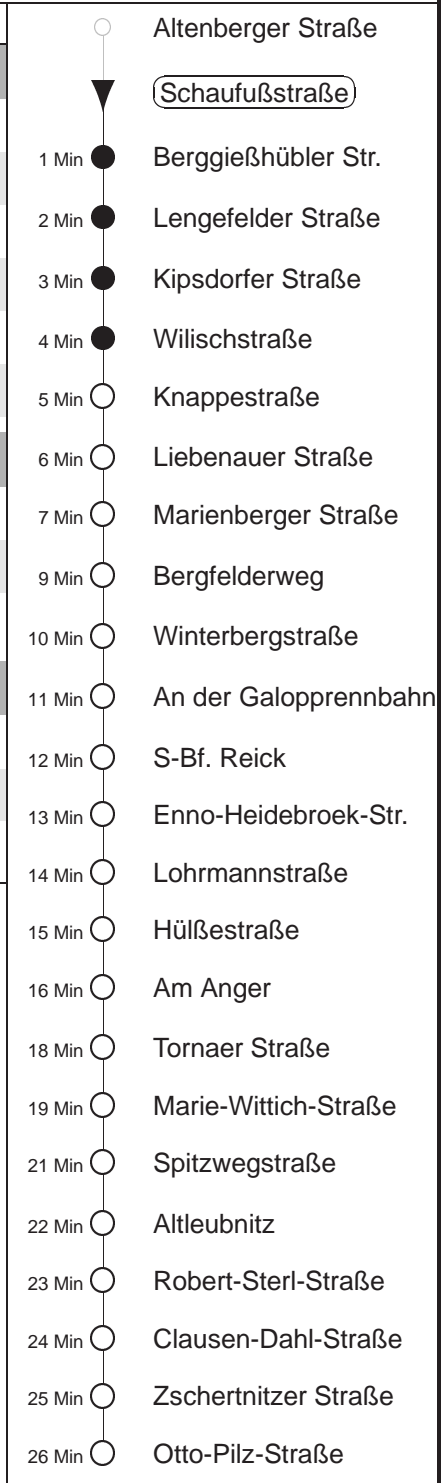 Altenberger Straße
Schaufußstraße
1 Min Berggießhübler Str.
2 Min Lengefelder Straße
3 Min Kipsdorfer Straße
4 Min Wilischstraße
5 Min Knappestraße
6 Min Liebenauer Straße
7 Min Marienberger Straße
9 Min Bergfelderweg
10 Min Winterbergstraße
11 Min An der Galopprennbahn
12 Min S-Bf. Reick
13 Min Enno-Heidebroek-Str.
14 Min Lohrmannstraße
15 Min Hülßestraße
16 Min Am Anger
18 Min Tornaer Straße
19 Min Marie-Wittich-Straße
21 Min Spitzwegstraße
22 Min Altleubnitz
23 Min Robert-Sterl-Straße
24 Min Clausen-Dahl-Straße
25 Min Zschertnitzer Straße
26 Min Otto-Pilz-Straße